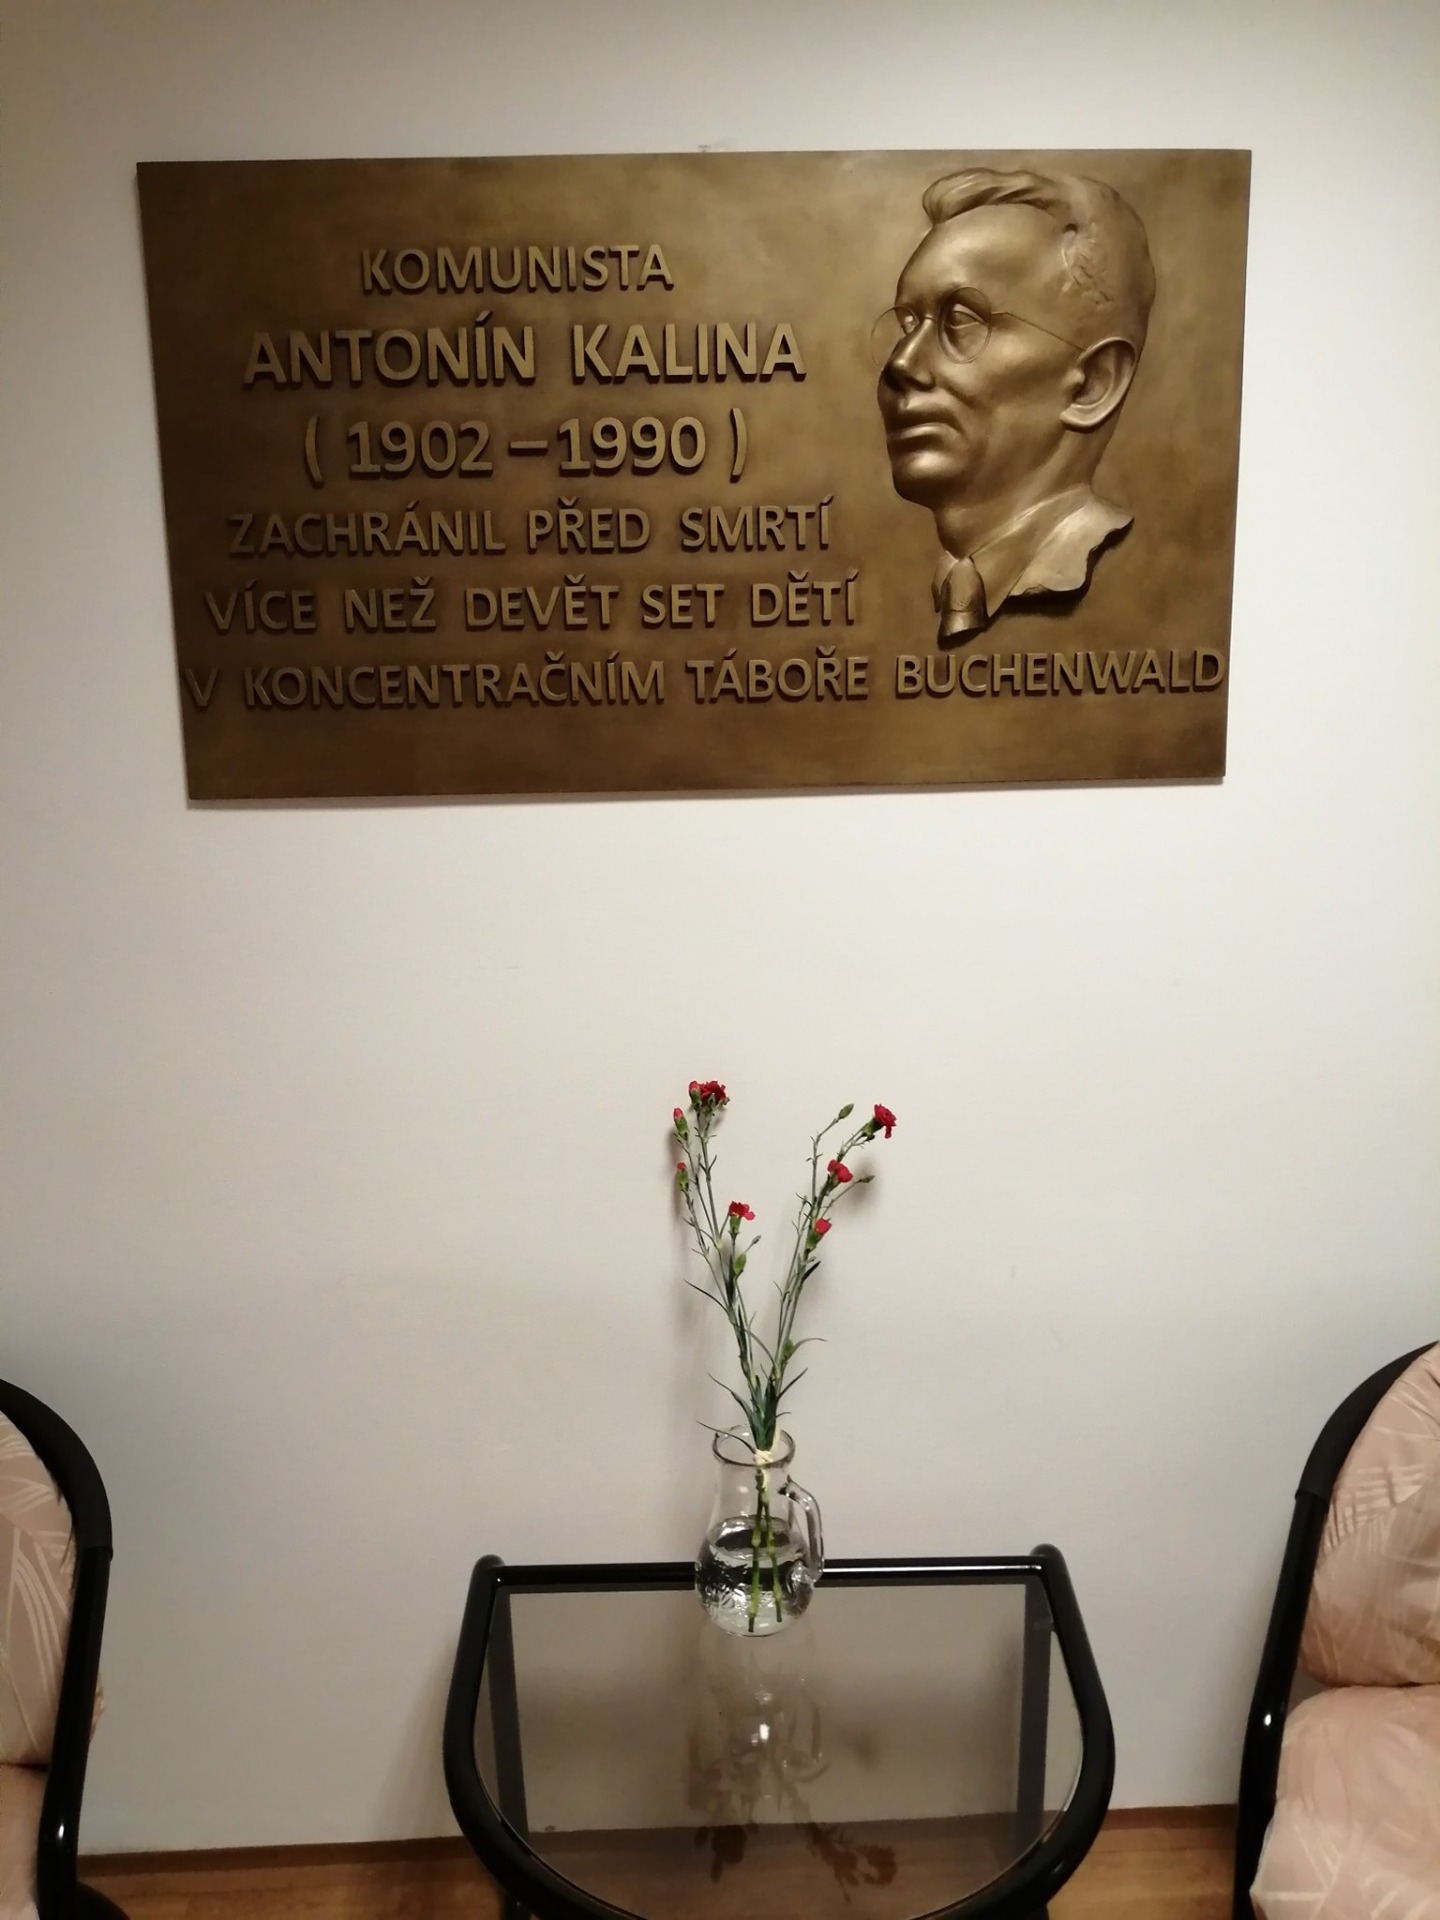 KOMUNISTA
ANTONÍN KALINA
( 1902 – 1990 )
ZACHRÁNIL PŘED SMRTÍ
VÍCE NEŽ DEVĚT SET DĚTÍ
V KONCENTRAČNÍM TÁBOŘE BUCHENWALD